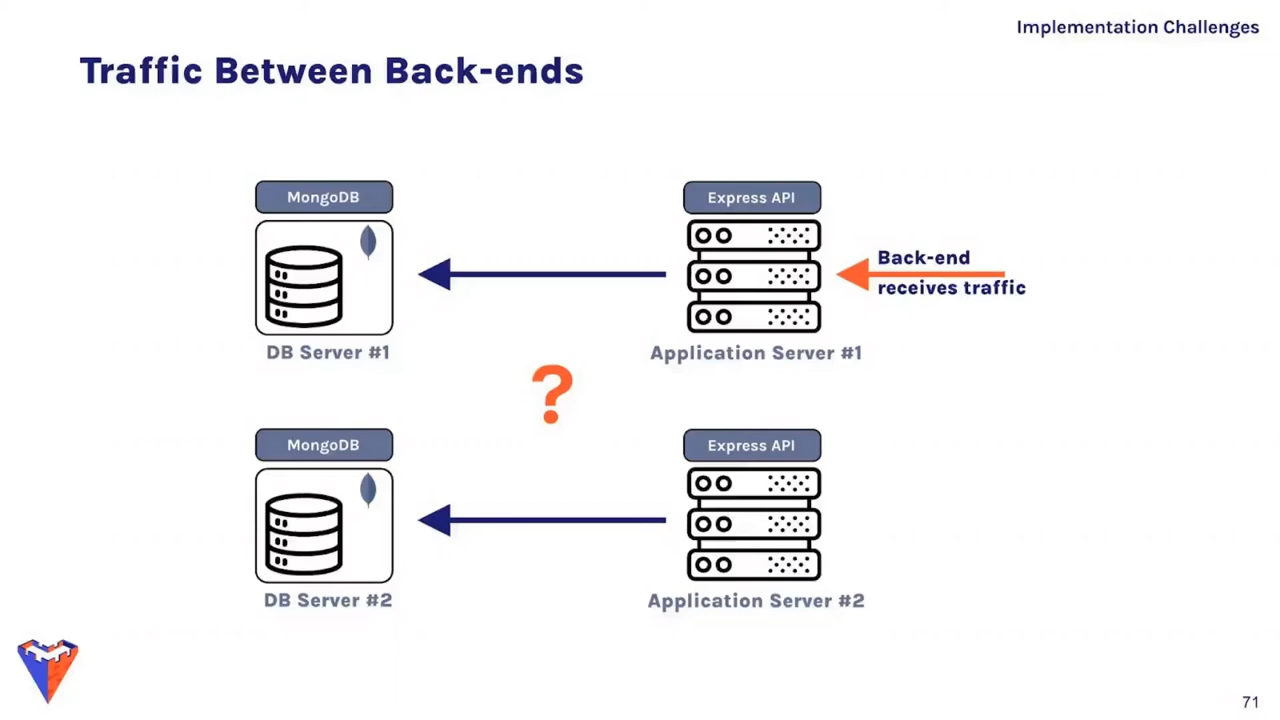 Implementation Challenges
Traffic Between Back-ends
MongoDB
Express API
Back-end
receives traffic
DB Server #1
Application Server #1
?
MongoDB
Express API
DB Server #2
Application Server #2
71